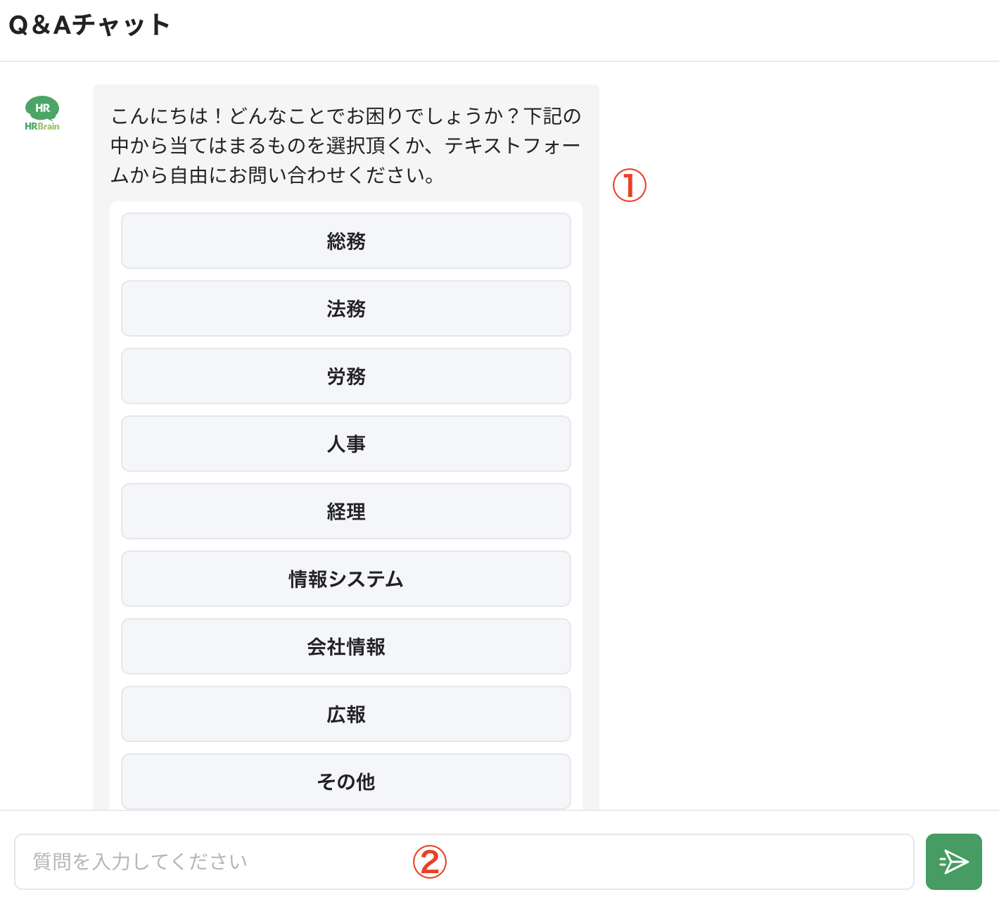 Q＆Aチャット
HR
HRBrain
こんにちは！どんなことでお困りでしょうか？下記の
中から当てはまるものを選択頂くか、テキストフォー
ムから自由にお問い合わせください。
①
総務
法務
労務
人事
経理
情報システム
会社情報
広報
その他
質問を入力してください
②